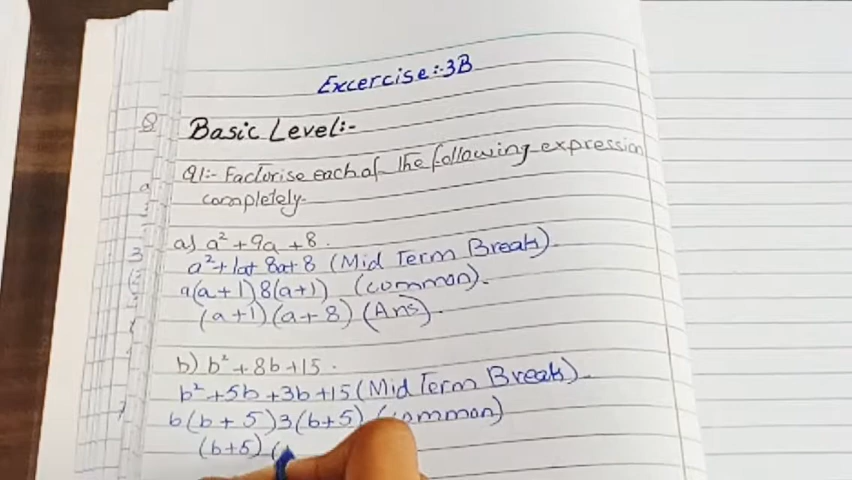 Excercise:-3B
Basic Level:-
Q1:- Factorise each of the following expression
completely.
a) a² + 9a + 8.
a² + 1a + 8a + 8 (Mid Term Break)
a(a + 1) 8(a + 1) (common).
(a + 1) (a + 8) (Ans).
b) b² + 8b + 15.
b² + 5b + 3b + 15 (Mid Term Break).
b(b + 5) 3(b + 5) (common)
(b + 5) (